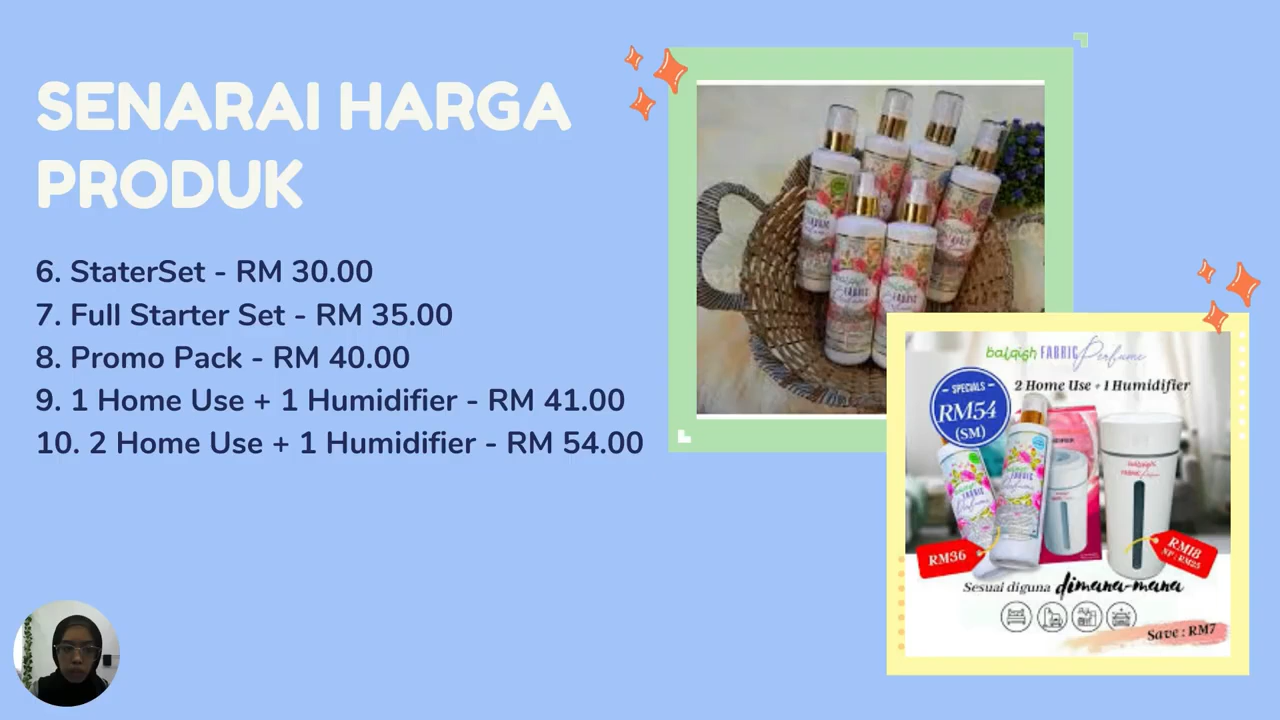 SENARAI HARGA
PRODUK
6. StaterSet - RM 30.00
7. Full Starter Set - RM 35.00
8. Promo Pack - RM 40.00
9. 1 Home Use + 1 Humidifier - RM 41.00
10. 2 Home Use + 1 Humidifier - RM 54.00
balqish FABRIC Perfume
2 Home Use + 1 Humidifier
– SPECIALS –
RM54
(SM)
RM36
RM18
NP : RM25
Sesuai diguna dimana-mana
Save : RM7